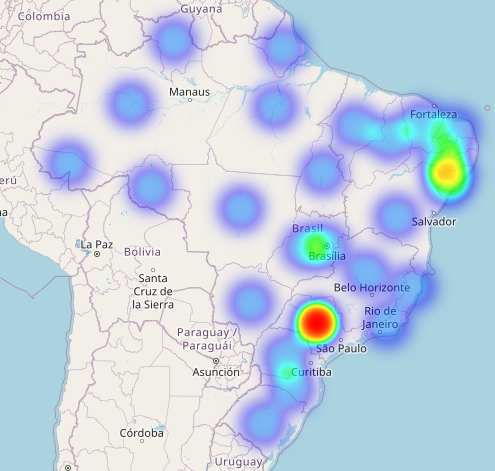 Colombia
Guyana
Manaus
Fortaleza
erú
Salvador
Brasil
Brasília
La Paz
Bolivia
a
Santa
Cruz de
la Sierra
Belo Horizonte
Rio de
Janeiro
Paraguay /
Paraguái
São Paulo
Asunción
Curitiba
Córdoba
Uruguay